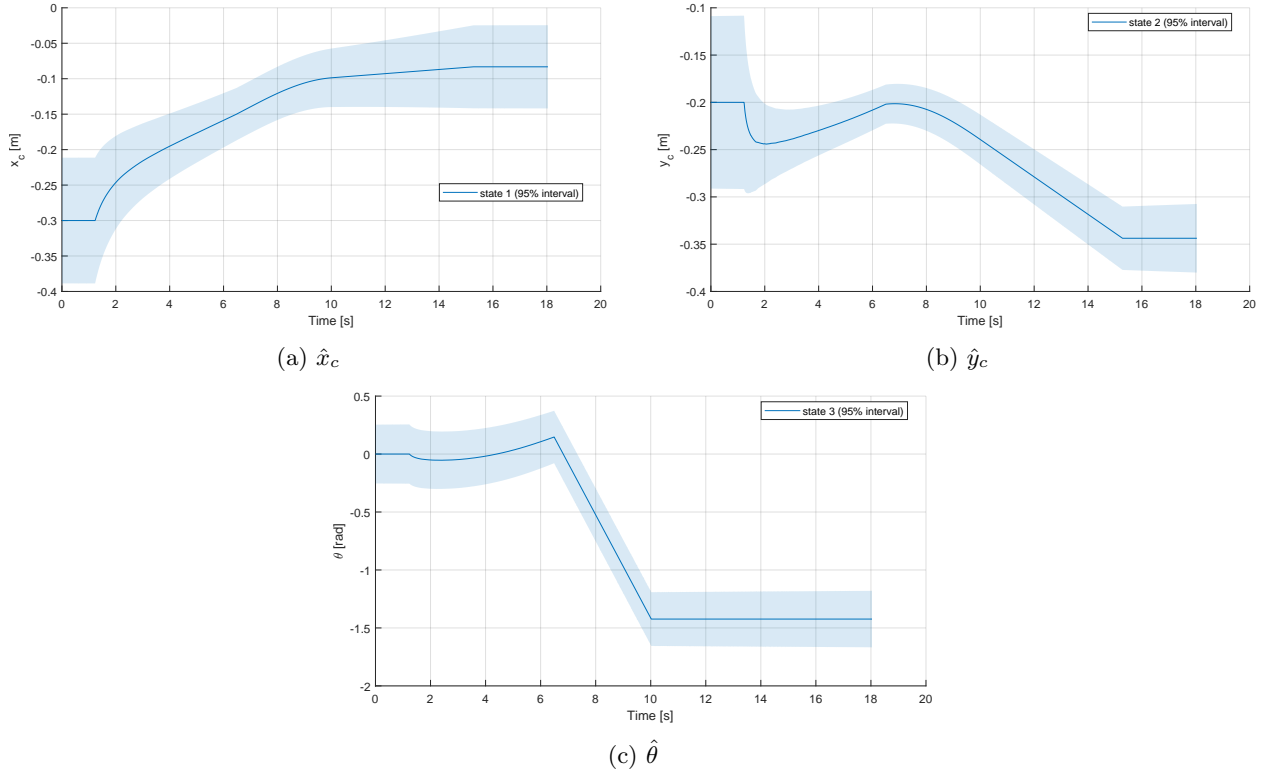 0
-0.05
-0.1
-0.15
-0.2
-0.25
-0.3
-0.35
-0.4
x_c [m]
state 1 (95% interval)
0 2 4 6 8 10 12 14 16 18 20
Time [s]
(a) x̂_c
-0.1
-0.15
-0.2
-0.25
-0.3
-0.35
-0.4
y_c [m]
state 2 (95% interval)
0 2 4 6 8 10 12 14 16 18 20
Time [s]
(b) ŷ_c
0.5
0
-0.5
-1
-1.5
-2
θ [rad]
state 3 (95% interval)
0 2 4 6 8 10 12 14 16 18 20
Time [s]
(c) θ̂